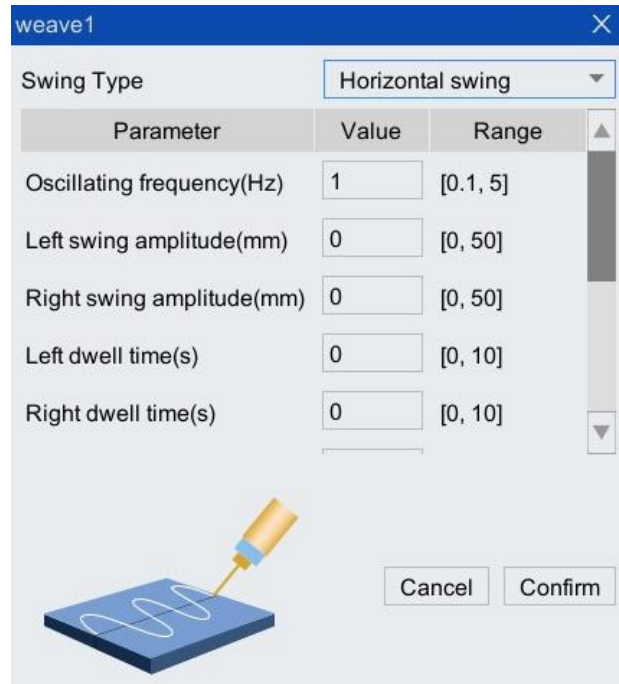 weave1
Swing Type Horizontal swing
Parameter Value Range
Oscillating frequency(Hz) 1 [0.1, 5]
Left swing amplitude(mm) 0 [0, 50]
Right swing amplitude(mm) 0 [0, 50]
Left dwell time(s) 0 [0, 10]
Right dwell time(s) 0 [0, 10]
Cancel Confirm